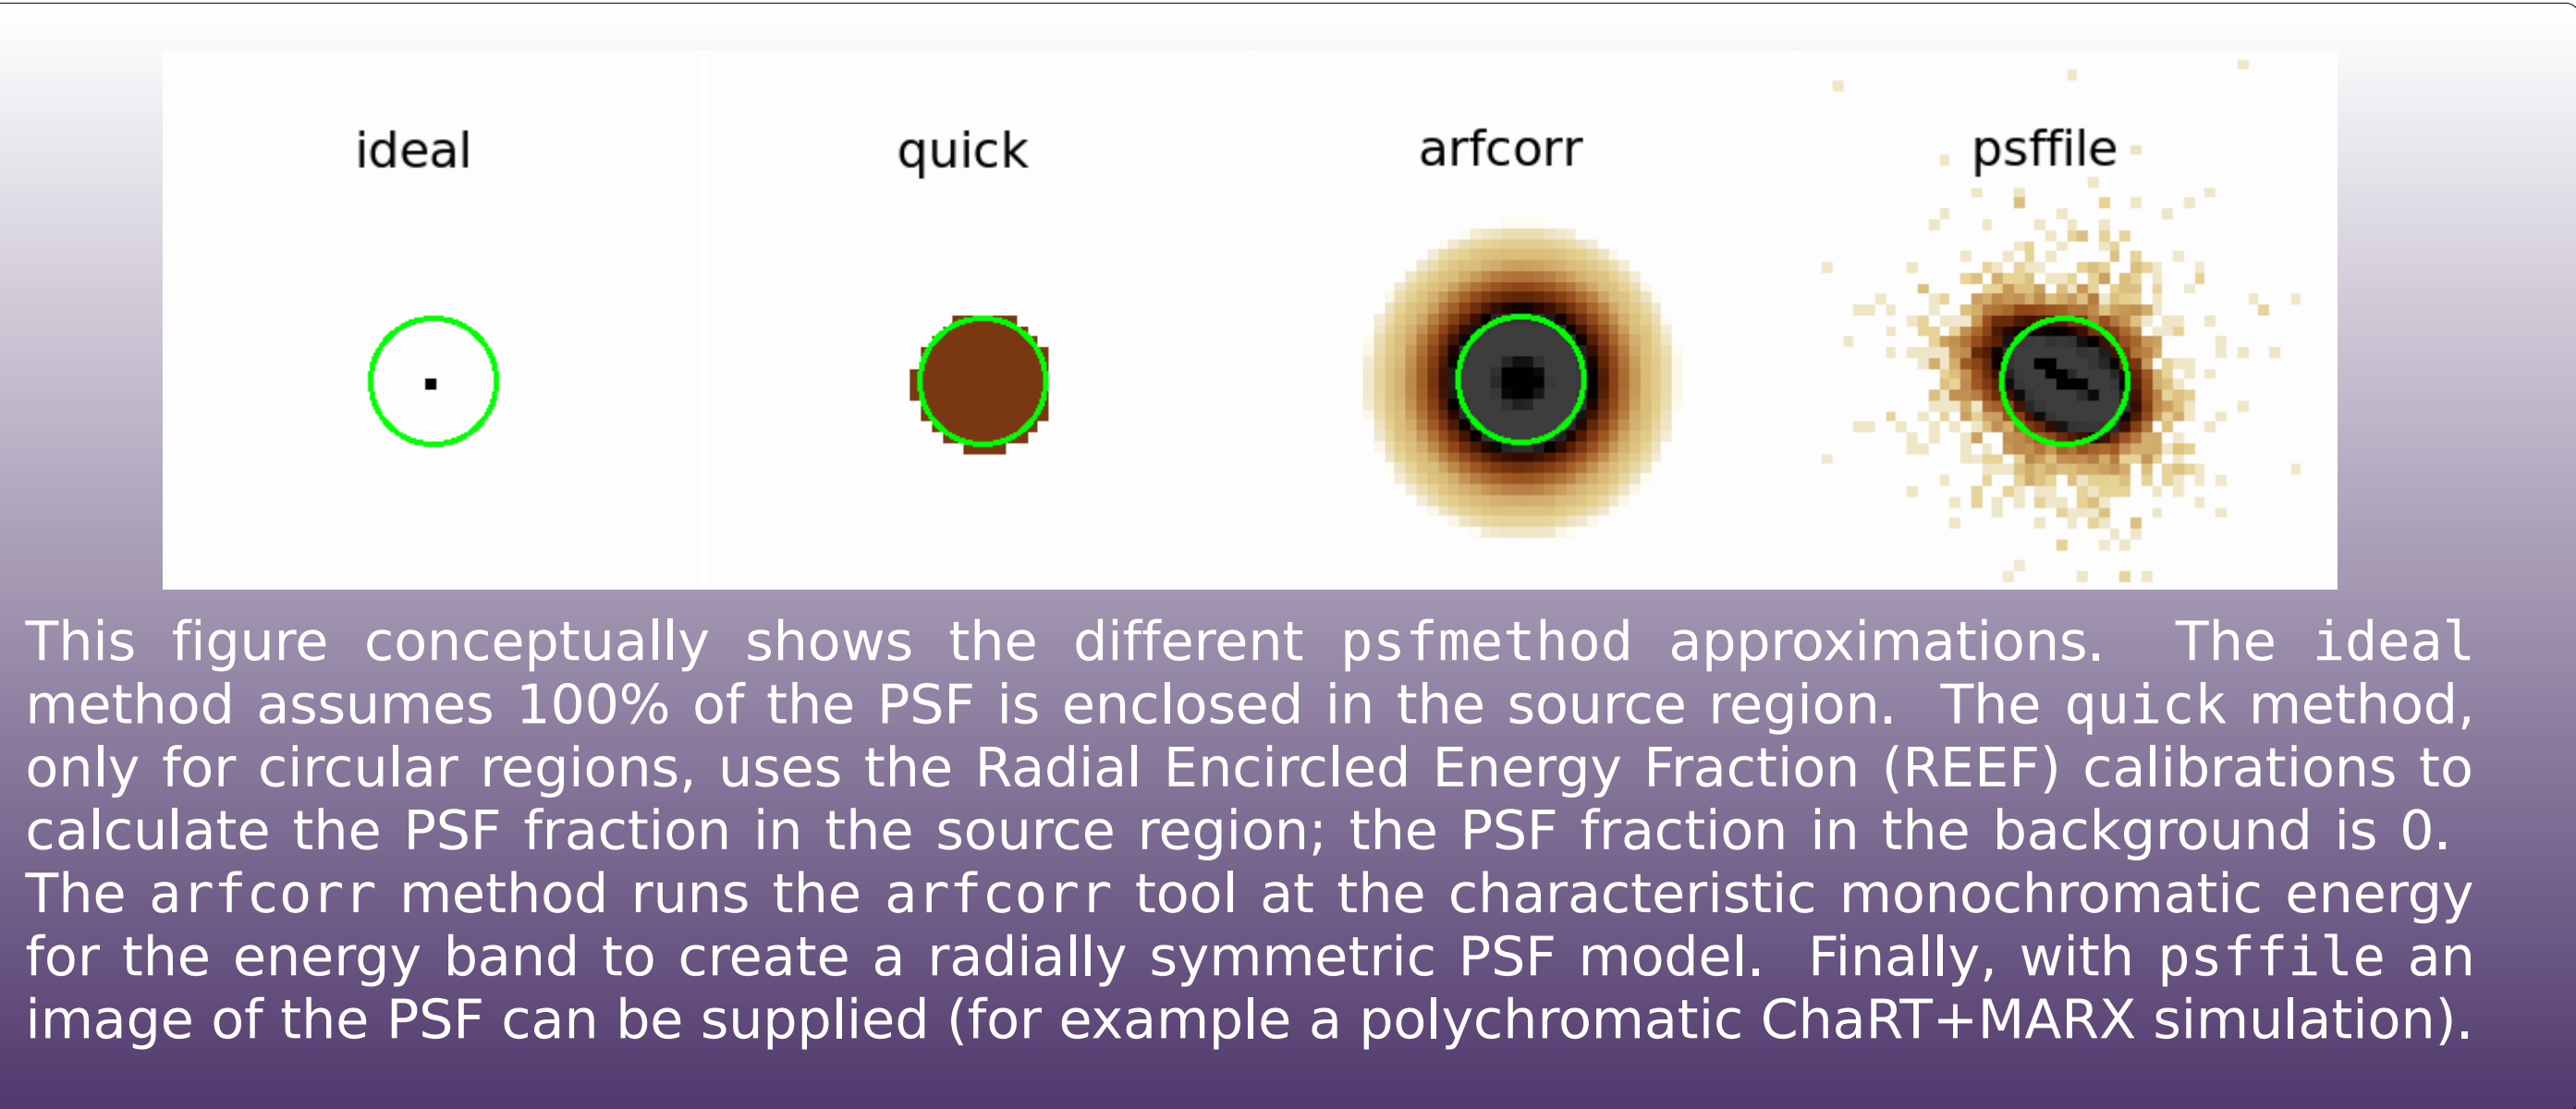 ideal quick arfcorr psffile
This figure conceptually shows the different psfmethod approximations. The ideal
method assumes 100% of the PSF is enclosed in the source region. The quick method,
only for circular regions, uses the Radial Encircled Energy Fraction (REEF) calibrations to
calculate the PSF fraction in the source region; the PSF fraction in the background is 0.
The arfcorr method runs the arfcorr tool at the characteristic monochromatic energy
for the energy band to create a radially symmetric PSF model. Finally, with psffile an
image of the PSF can be supplied (for example a polychromatic ChaRT+MARX simulation).